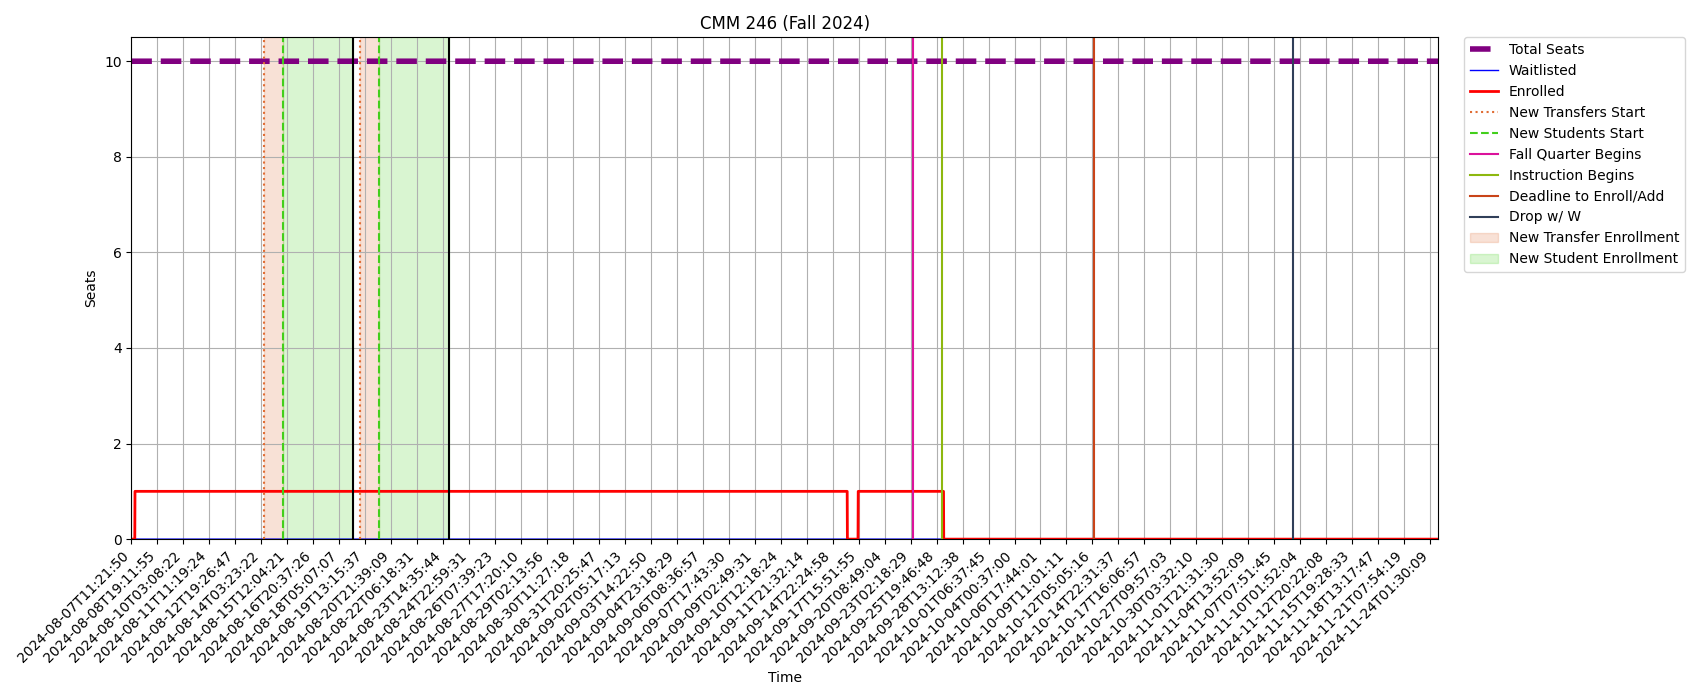 CMM 246 (Fall 2024)
Seats
10
8
6
4
2
0
2024-08-07T11:21:50
2024-08-08T19:11:55
2024-08-10T03:08:22
2024-08-11T11:19:24
2024-08-12T19:26:47
2024-08-14T03:23:22
2024-08-15T12:04:21
2024-08-16T20:37:26
2024-08-18T05:07:07
2024-08-19T13:15:37
2024-08-20T21:39:09
2024-08-22T06:18:31
2024-08-23T14:35:44
2024-08-24T22:59:31
2024-08-26T07:39:23
2024-08-27T17:20:10
2024-08-29T02:13:56
2024-08-30T11:27:18
2024-08-31T20:25:47
2024-09-02T05:17:13
2024-09-03T14:22:50
2024-09-04T23:18:29
2024-09-06T08:36:57
2024-09-07T17:43:30
2024-09-09T02:49:31
2024-09-10T12:18:24
2024-09-11T21:32:14
2024-09-14T22:24:58
2024-09-17T15:51:55
2024-09-20T08:49:04
2024-09-23T02:18:29
2024-09-25T19:46:48
2024-09-28T13:12:38
2024-10-01T06:37:45
2024-10-04T00:37:00
2024-10-06T17:44:01
2024-10-09T11:01:11
2024-10-12T05:05:16
2024-10-14T22:31:37
2024-10-17T16:06:57
2024-10-27T09:57:03
2024-10-30T03:32:10
2024-11-01T21:31:30
2024-11-04T13:52:09
2024-11-07T07:51:45
2024-11-10T01:52:04
2024-11-12T20:22:08
2024-11-15T19:28:33
2024-11-18T13:17:47
2024-11-21T07:54:19
2024-11-24T01:30:09
Time
Total Seats
Waitlisted
Enrolled
New Transfers Start
New Students Start
Fall Quarter Begins
Instruction Begins
Deadline to Enroll/Add
Drop w/ W
New Transfer Enrollment
New Student Enrollment